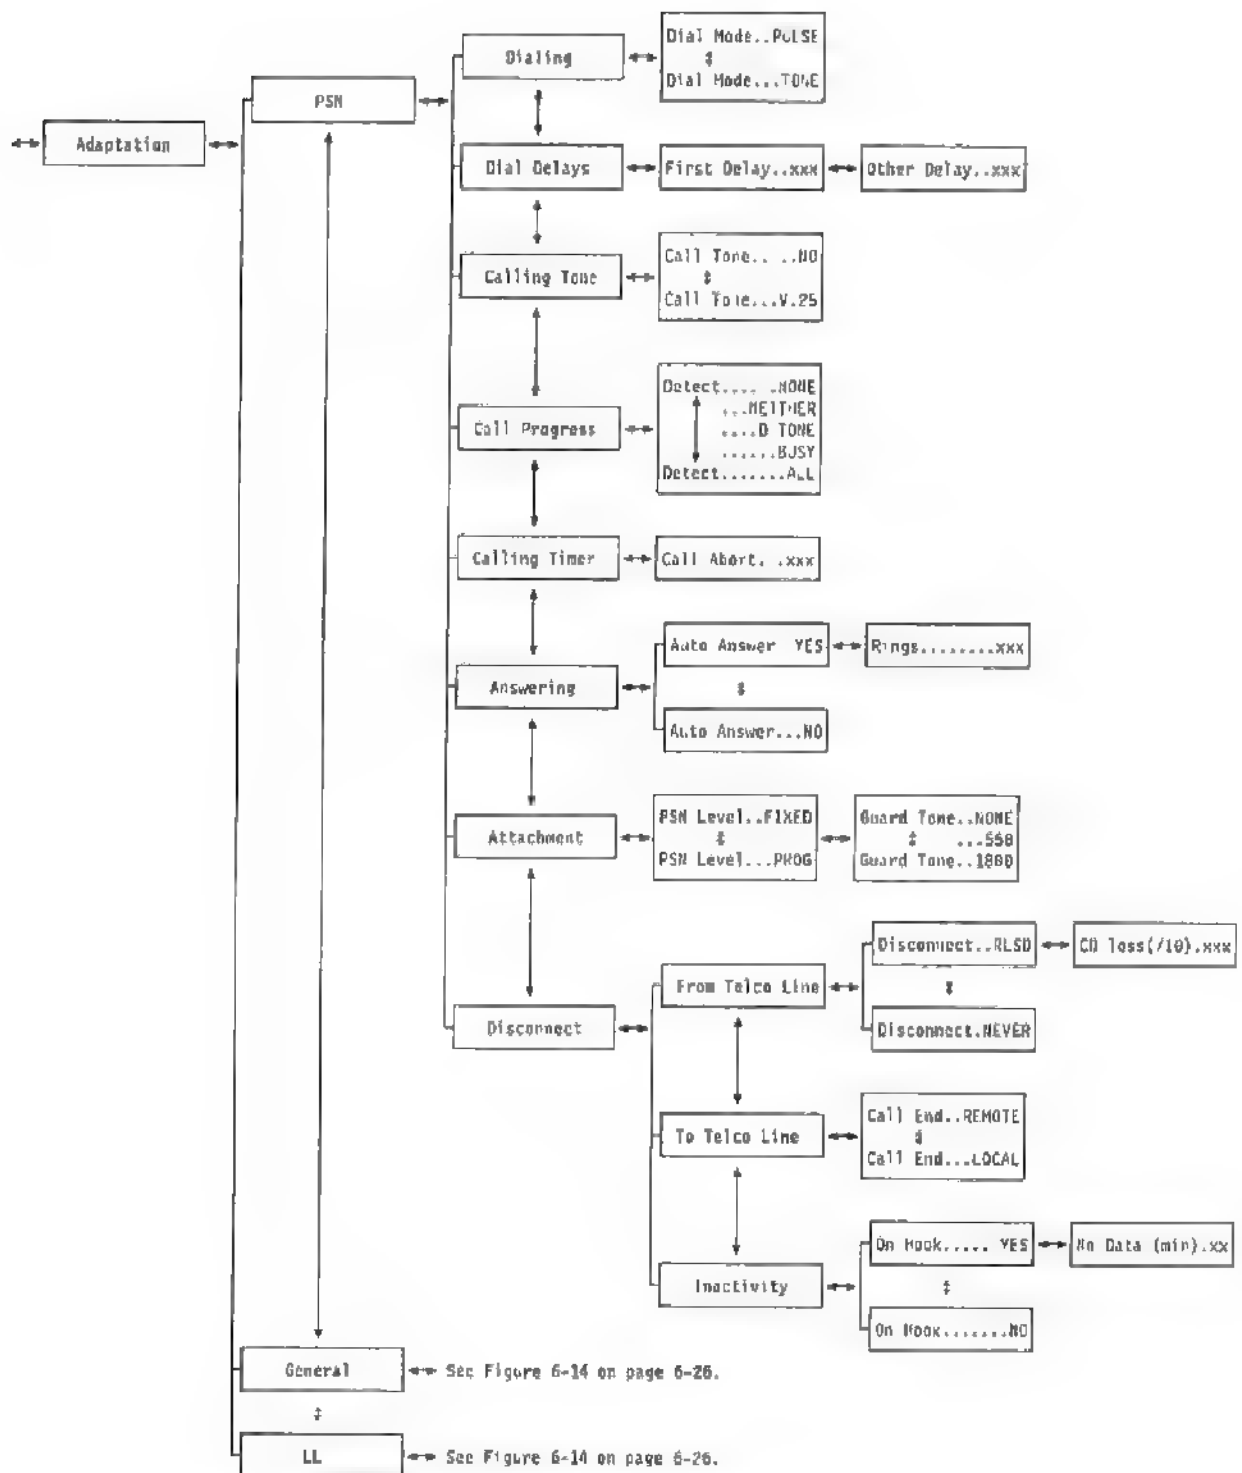 Dialing
Dial Mode..PULSE
Dial Mode...TONE
PSN
Adaptation
Dial Delays
First Delay..xxx
Other Delay..xxx
Calling Tone
Call Tone.. ..NO
Call Tone...V.25
Call Progress
Detect.... .NONE
...NEITHER
....D TONE
......BUSY
Detect.......ALL
Calling Timer
Call Abort. .xxx
Answering
Auto Answer YES
Rings........xxx
Auto Answer...NO
Attachment
PSN Level..FIXED
PSN Level...PROG
Guard Tone..NONE
...550
Guard Tone..1800
Disconnect
From Telco Line
Disconnect..RLSD
CD loss(/10).xxx
Disconnect.NEVER
To Telco Line
Call End..REMOTE
Call End...LOCAL
Inactivity
On Hook..... YES
No Data (min).xx
On Hook.......NO
General
See Figure 6-14 on page 6-26.
LL
See Figure 6-14 on page 6-26.